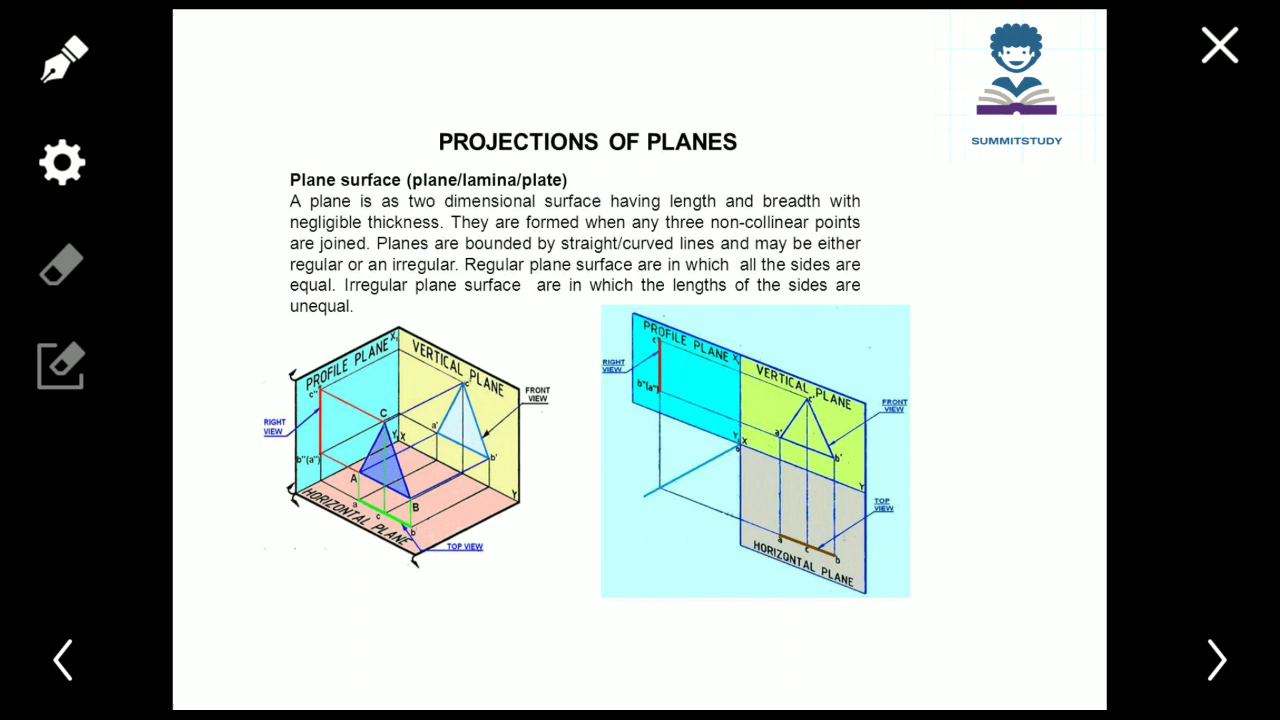 SUMMITSTUDY
PROJECTIONS OF PLANES
Plane surface (plane/lamina/plate)
A plane is as two dimensional surface having length and breadth with
negligible thickness. They are formed when any three non-collinear points
are joined. Planes are bounded by straight/curved lines and may be either
regular or an irregular. Regular plane surface are in which all the sides are
equal. Irregular plane surface are in which the lengths of the sides are
unequal.
PROFILE PLANE
X₁
VERTICAL PLANE
c"
c'
FRONT
VIEW
RIGHT
VIEW
C
a'
Y₁
X
b"(a")
b'
A
HORIZONTAL PLANE
a
c
B
b
Y
TOP VIEW
PROFILE PLANE
X₁
c"
RIGHT
VIEW
VERTICAL PLANE
b"(a")
c'
FRONT
VIEW
a'
Y₁
X
b'
Y
TOP
VIEW
a
c
b
HORIZONTAL PLANE